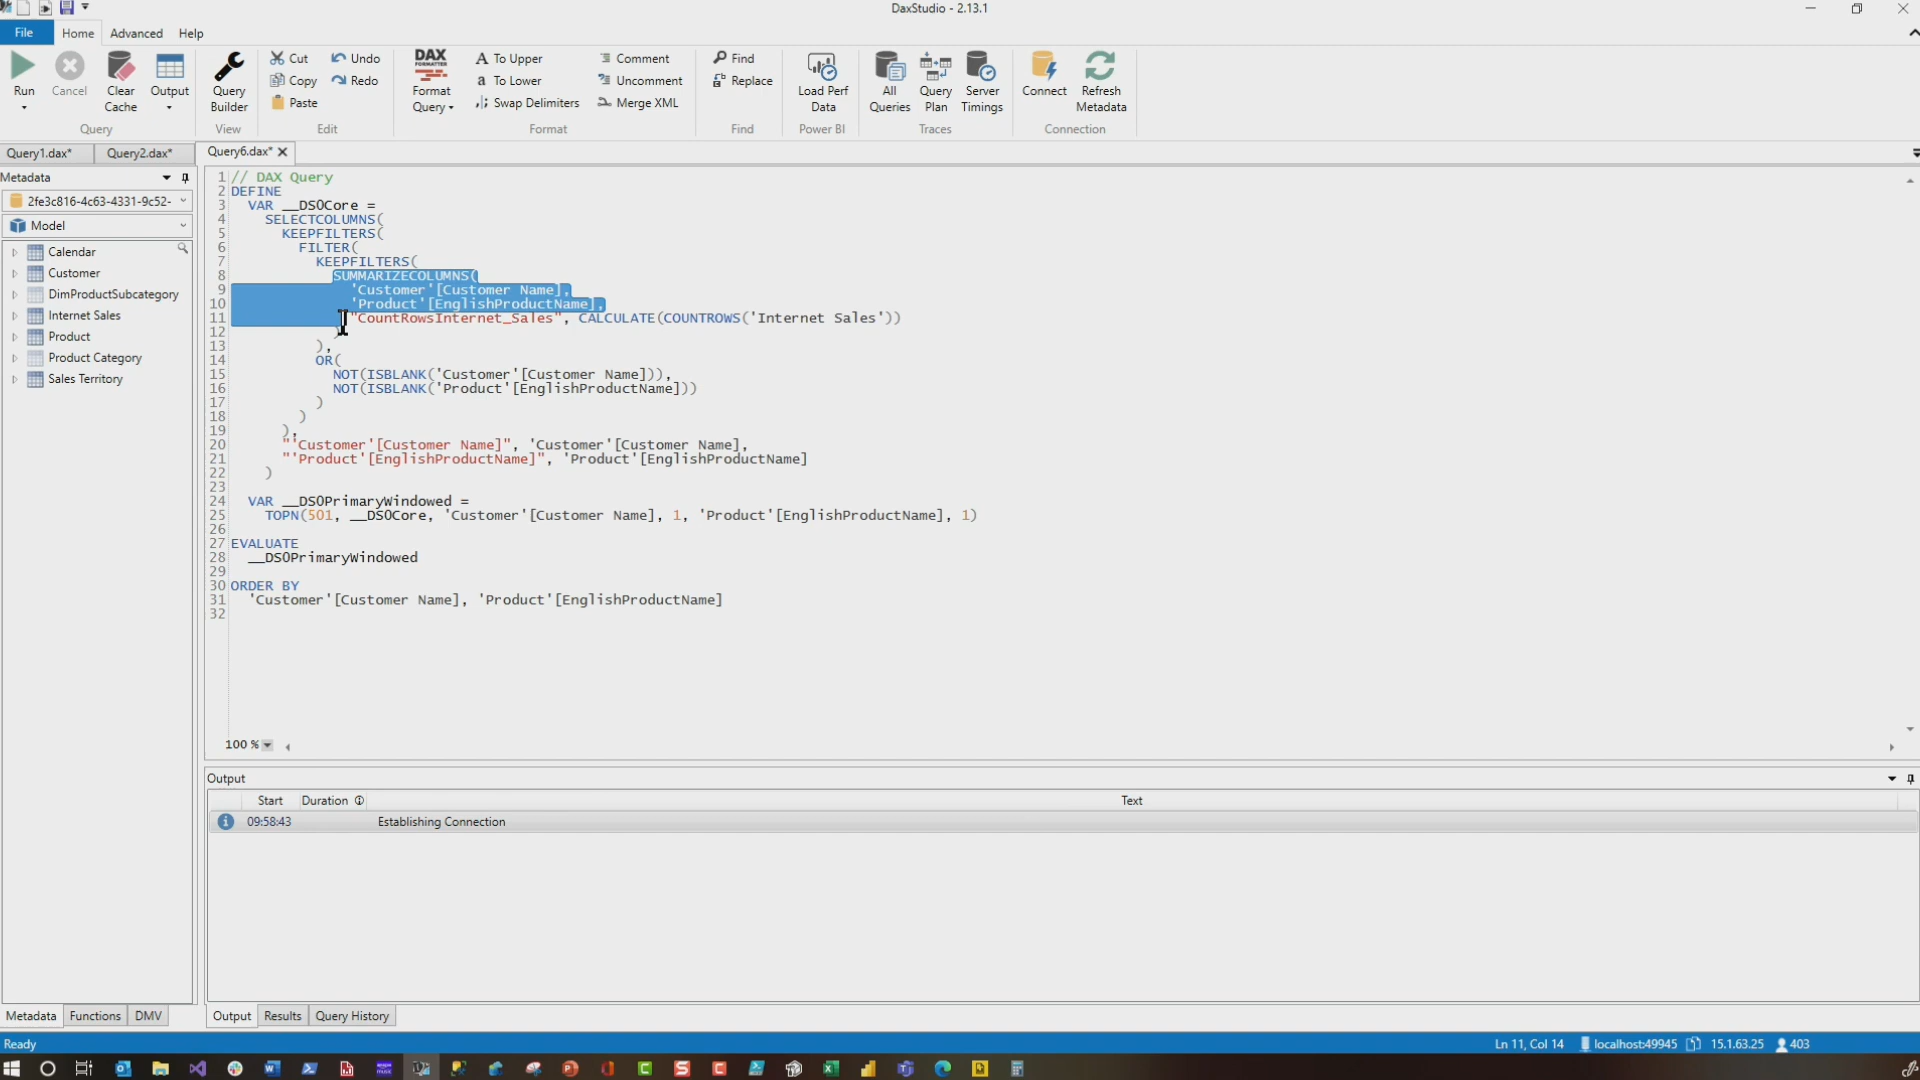 DaxStudio - 2.13.1
File
Home
Advanced
Help
Run
Cancel
Clear Cache
Output
Query
Query Builder
View
Cut
Copy
Paste
Undo
Redo
Edit
DAX
FORMATTER
Format Query
To Upper
To Lower
Swap Delimiters
Comment
Uncomment
Merge XML
Format
Find
Replace
Find
Load Perf Data
Power BI
All Queries
Query Plan
Server Timings
Traces
Connect
Refresh Metadata
Connection
Query1.dax*
Query2.dax*
Query6.dax*
Metadata
2fe3c816-4c63-4331-9c52-
Model
Calendar
Customer
DimProductSubcategory
Internet Sales
Product
Product Category
Sales Territory
1 // DAX Query
2 DEFINE
3 VAR __DS0Core =
4 SELECTCOLUMNS(
5 KEEPFILTERS(
6 FILTER(
7 KEEPFILTERS(
8 SUMMARIZECOLUMNS(
9 'Customer'[Customer Name],
10 'Product'[EnglishProductName],
11 "CountRowsInternet_Sales", CALCULATE(COUNTROWS('Internet Sales'))
12 )
13 ),
14 OR(
15 NOT(ISBLANK('Customer'[Customer Name])),
16 NOT(ISBLANK('Product'[EnglishProductName]))
17 )
18 )
19 ),
20 "'Customer'[Customer Name]", 'Customer'[Customer Name],
21 "'Product'[EnglishProductName]", 'Product'[EnglishProductName]
22 )
23
24 VAR __DS0PrimaryWindowed =
25 TOPN(501, __DS0Core, 'Customer'[Customer Name], 1, 'Product'[EnglishProductName], 1)
26
27 EVALUATE
28 __DS0PrimaryWindowed
29
30 ORDER BY
31 'Customer'[Customer Name], 'Product'[EnglishProductName]
32
100 %
Output
Start Duration Text
09:58:43 Establishing Connection
Metadata
Functions
DMV
Output
Results
Query History
Ready
Ln 11, Col 14
localhost:49945
15.1.63.25
403